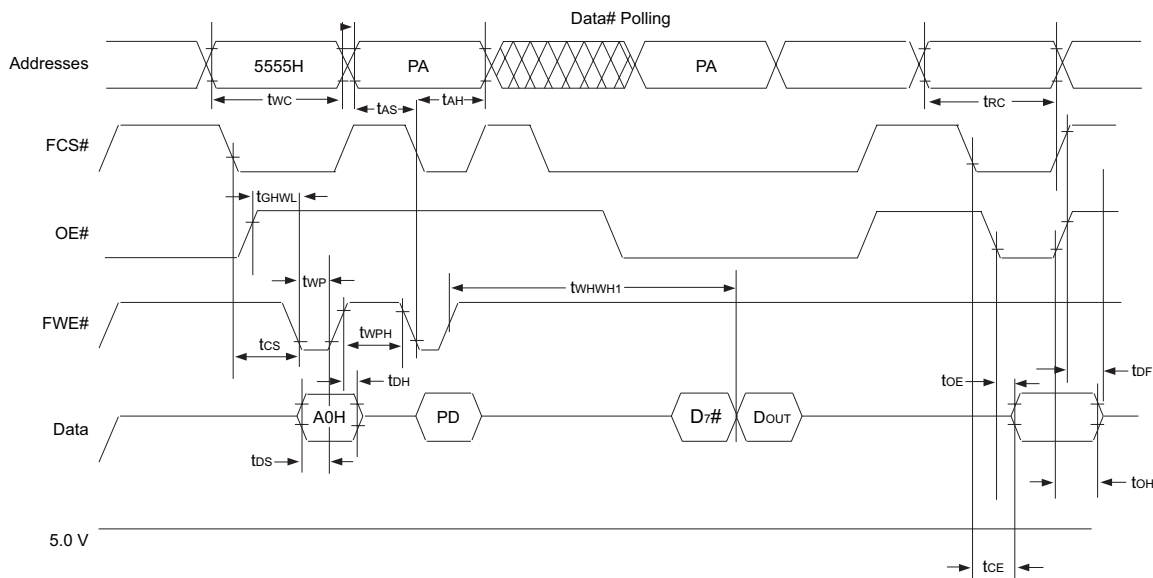 Data# Polling
Addresses 5555H PA PA
tWC tAS tAH tRC
FCS#
tGHWL
OE#
tWP tWHWH1
FWE#
tWPH
tCS
tDH tOE tDF
Data A0H PD D7# DOUT
tDS tOH
5.0 V
tCE